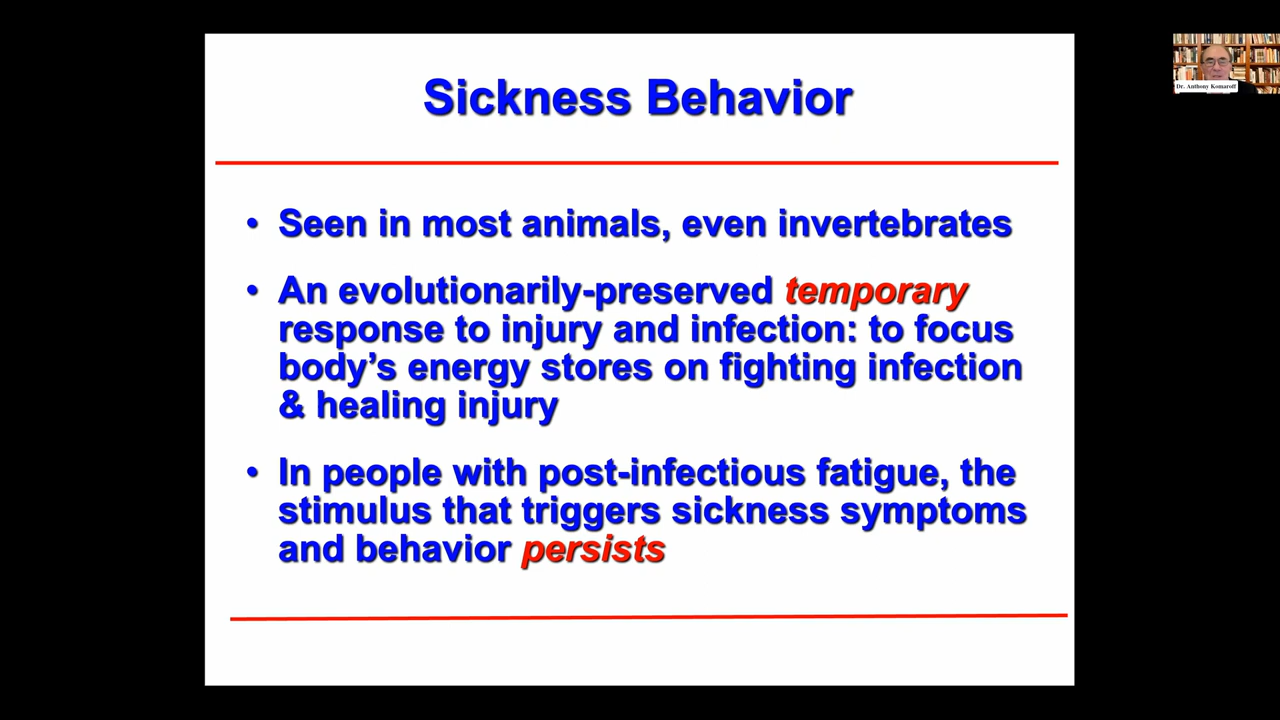 Sickness Behavior
• Seen in most animals, even invertebrates
• An evolutionarily-preserved temporary
response to injury and infection: to focus
body's energy stores on fighting infection
& healing injury
• In people with post-infectious fatigue, the
stimulus that triggers sickness symptoms
and behavior persists
Dr. Anthony Komaroff